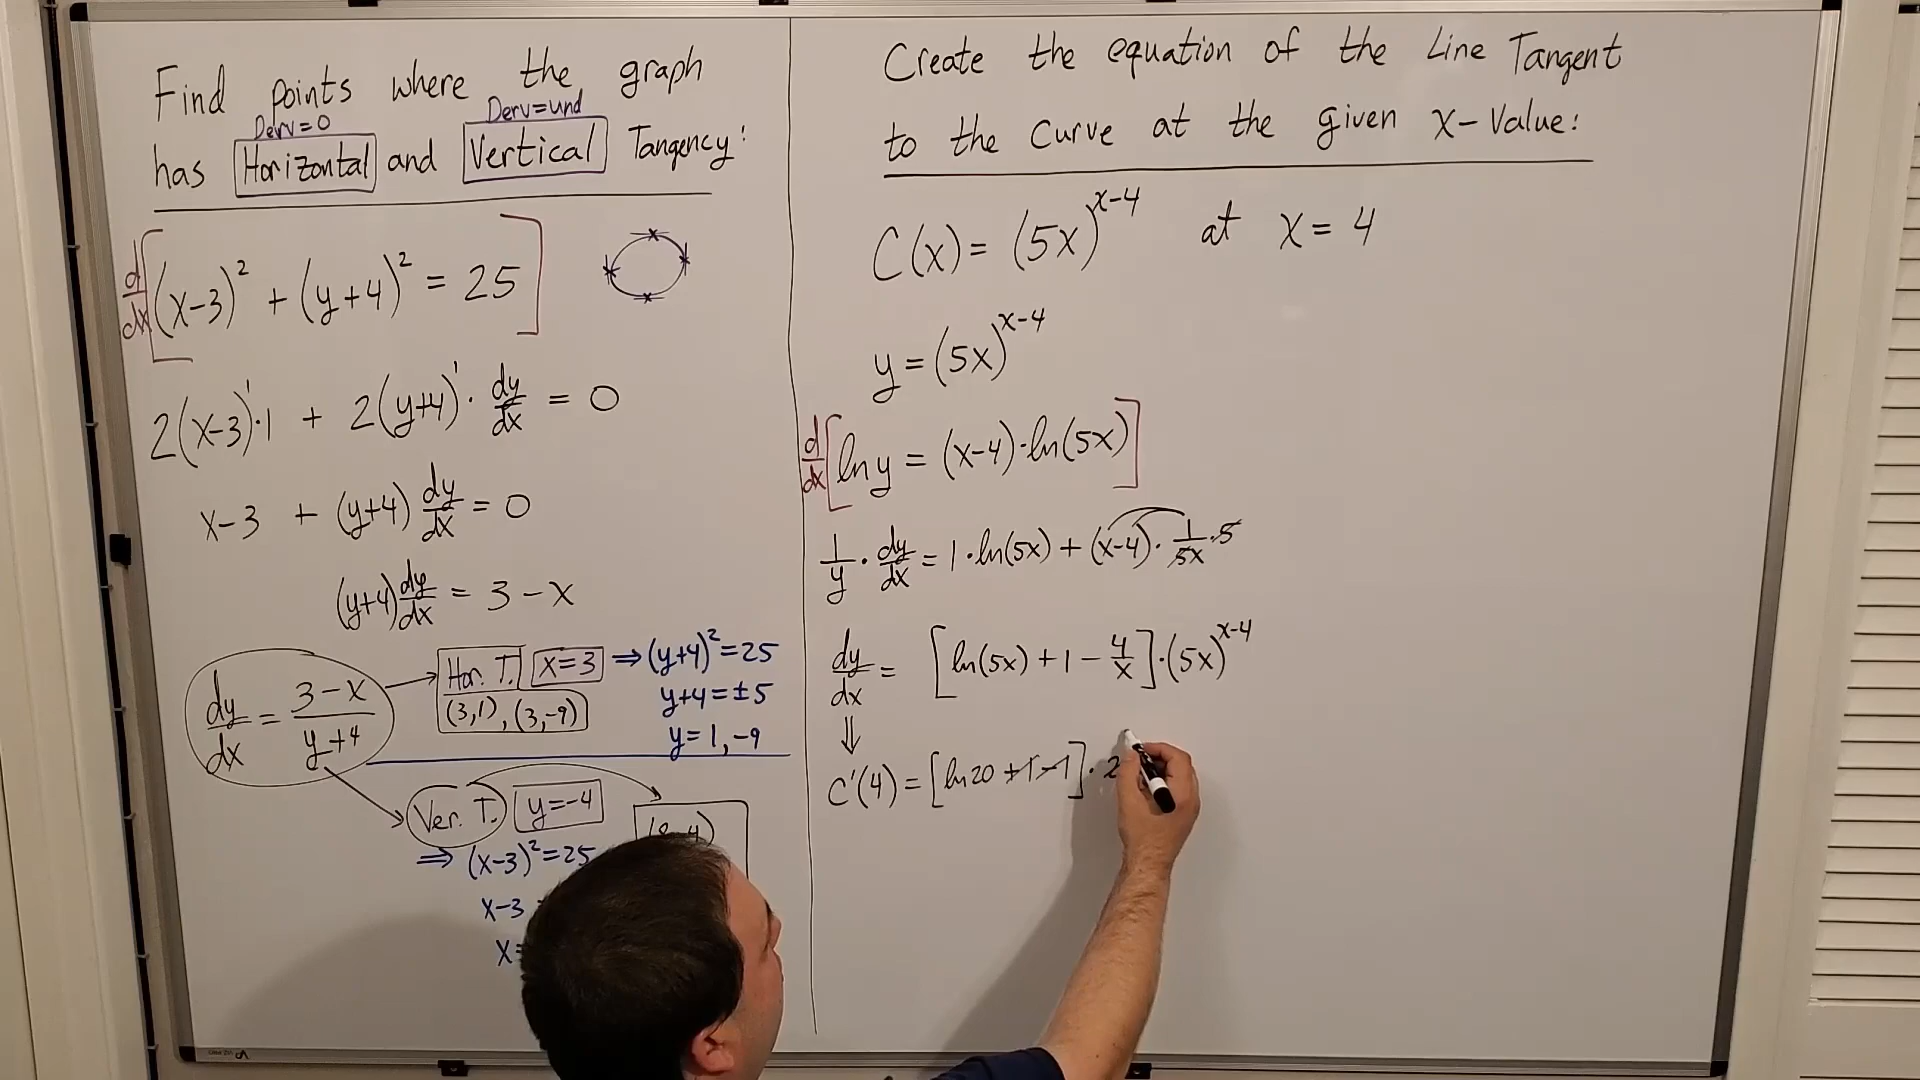 Find points where the graph
Derv=0 Derv=und
has Horizontal and Vertical Tangency:
d/dx[(x-3)² + (y+4)² = 25]
2(x-3)¹·1 + 2(y+4)¹·dy/dx = 0
x-3 + (y+4) dy/dx = 0
(y+4) dy/dx = 3-x
dy/dx = (3-x)/(y+4)
Hor. T. x=3 ⇒ (y+4)²=25
(3,1), (3,-9) y+4=±5
y=1,-9
Ver. T. y=-4
⇒ (x-3)²=25
x-3
x=
Create the equation of the Line Tangent
to the Curve at the given x-Value:
C(x) = (5x)^(x-4) at x = 4
y = (5x)^(x-4)
d/dx[ln y = (x-4)·ln(5x)]
1/y · dy/dx = 1·ln(5x) + (x-4)·1/5x·5
dy/dx = [ln(5x) + 1 - 4/x]·(5x)^(x-4)
⇓
C'(4) = [ln20 +1-1]·2